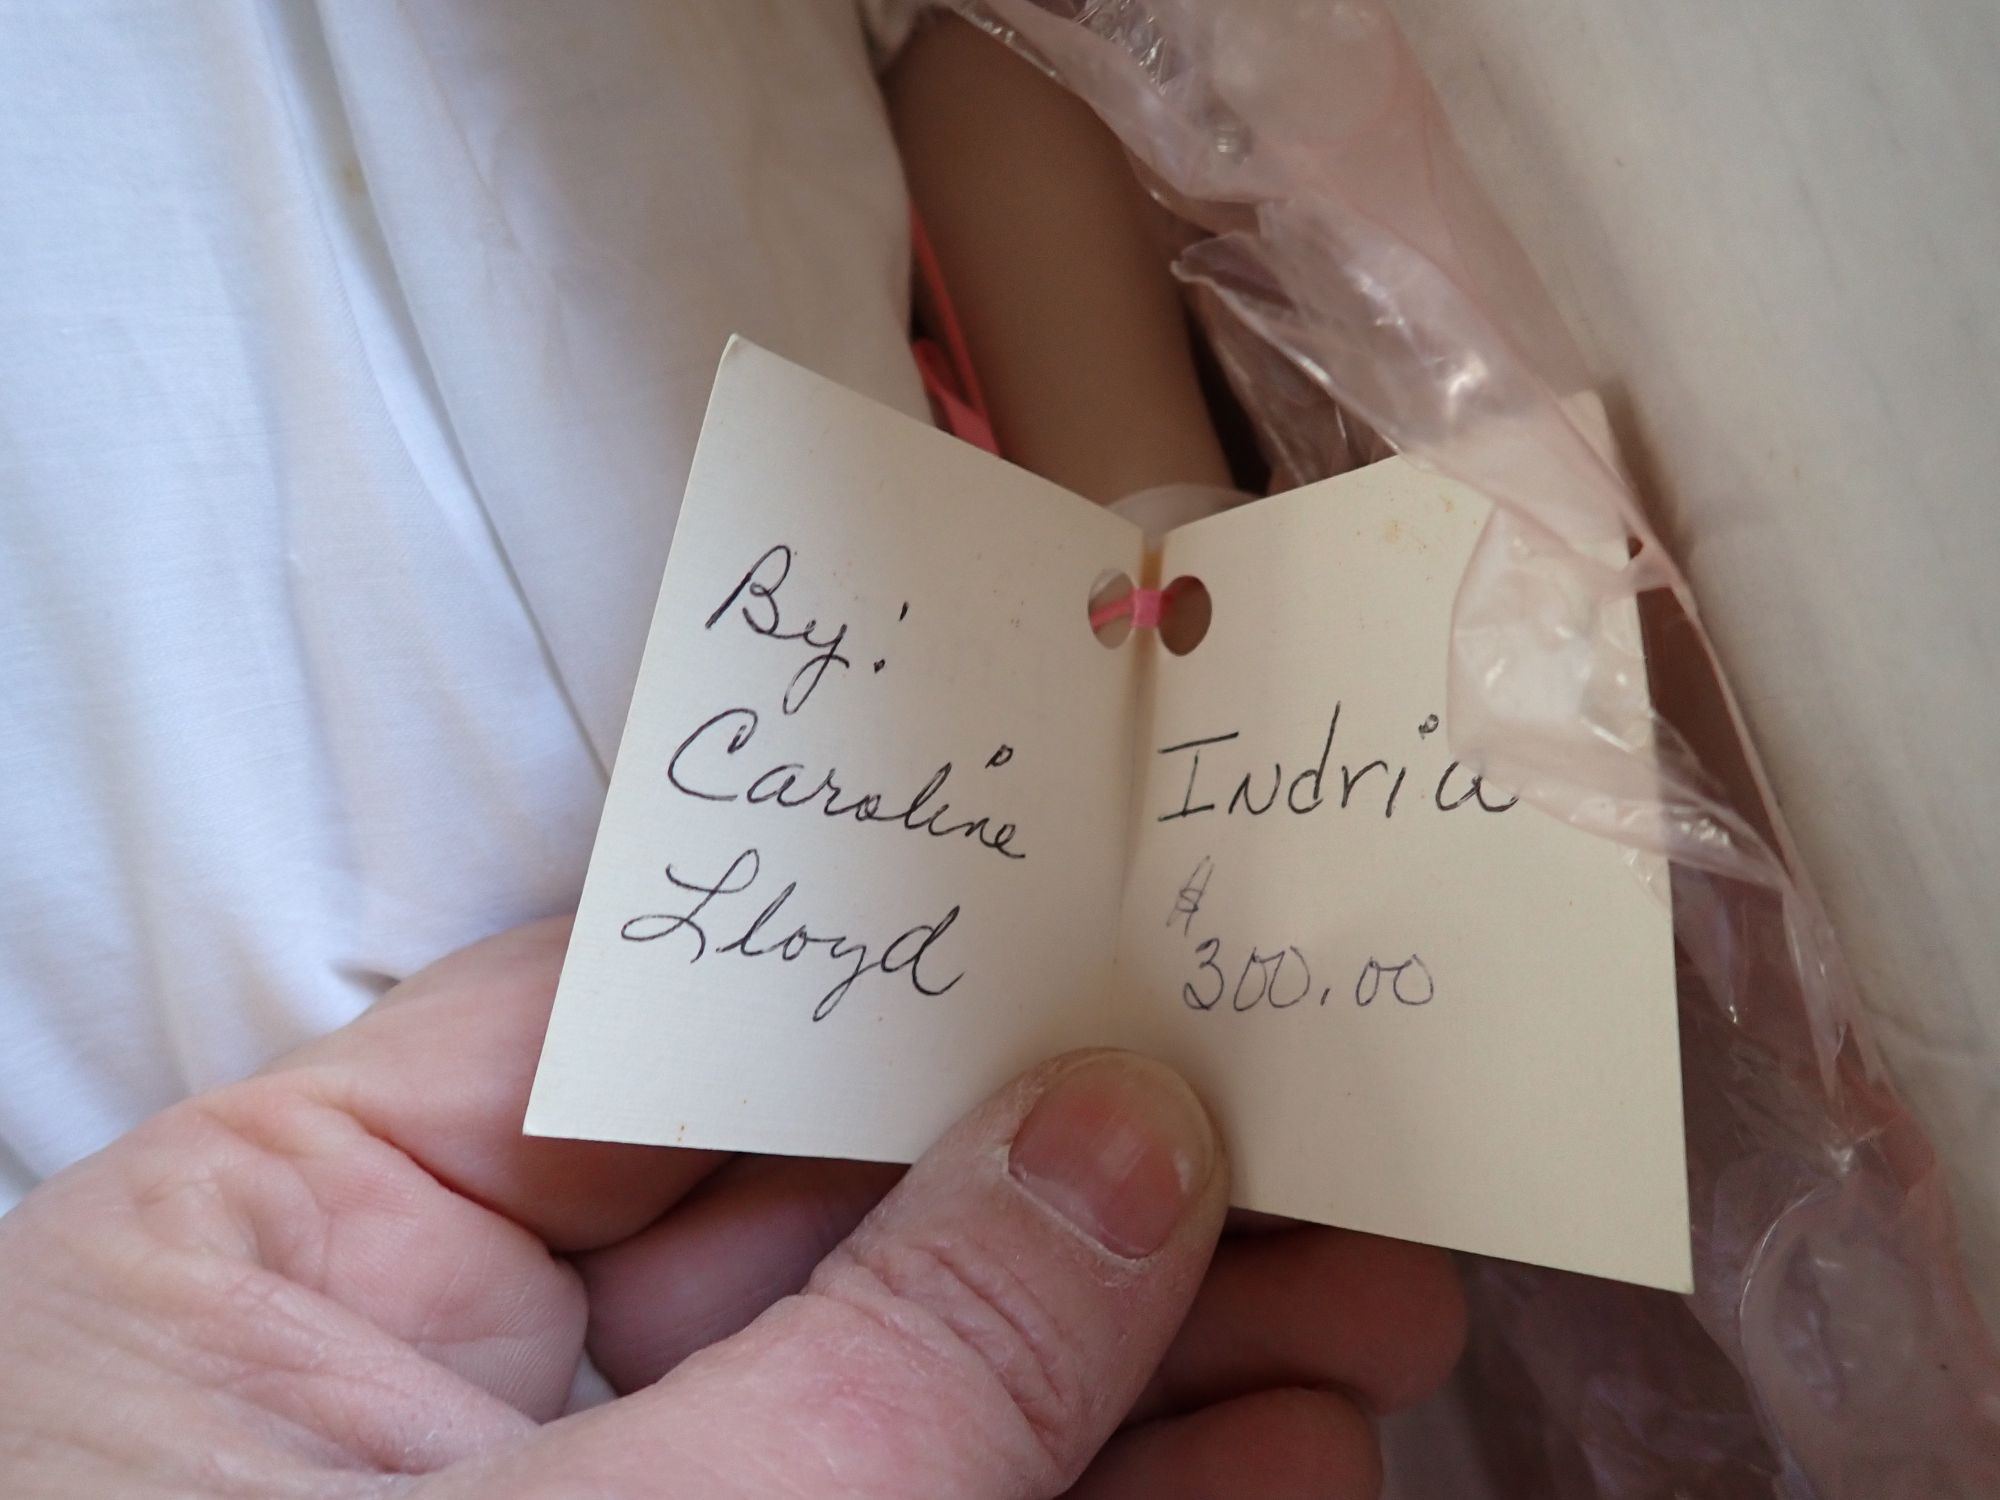 By:
Caroline
Lloyd
Indria
$
300.00